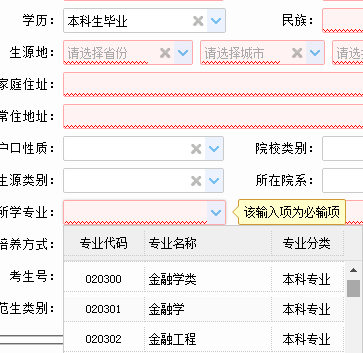 学历： 本科生毕业 民族：
生源地： 请选择省份 请选择城市 请选
家庭住址：
常住地址：
户口性质： 院校类别：
生源类别： 所在院系：
所学专业： 该输入项为必输项
培养方式： 专业代码 专业名称 专业分类
考生号： 020300 金融学类 本科专业
范生类别： 020301 金融学 本科专业
020302 金融工程 本科专业